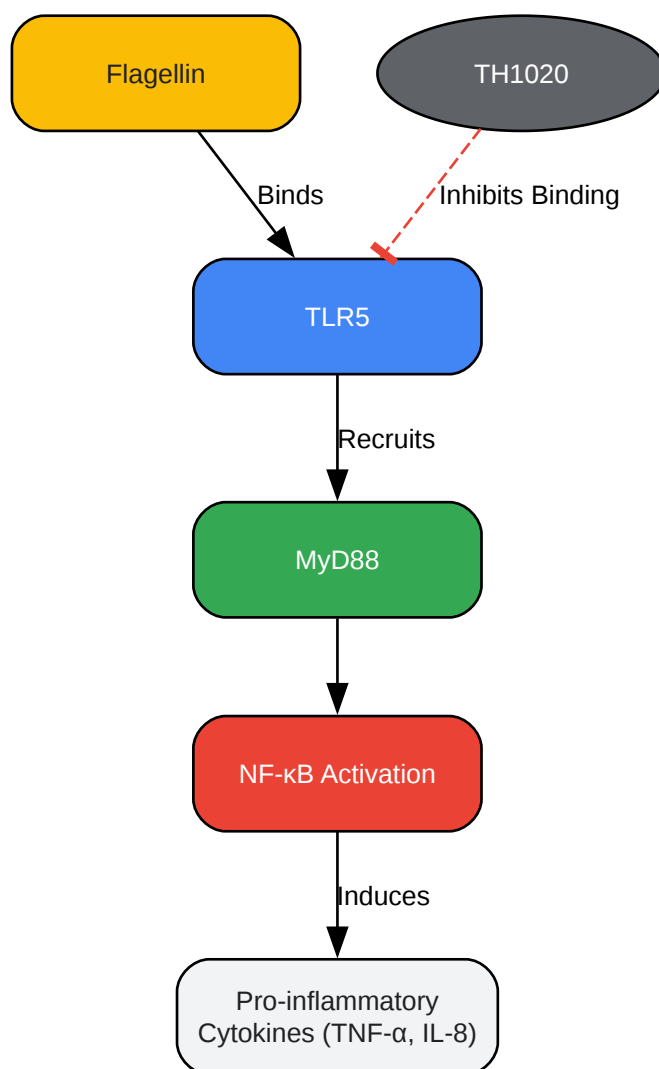 Flagellin
TH1020
Binds
Inhibits Binding
TLR5
Recruits
MyD88
NF-κB Activation
Induces
Pro-inflammatory
Cytokines (TNF-α, IL-8)